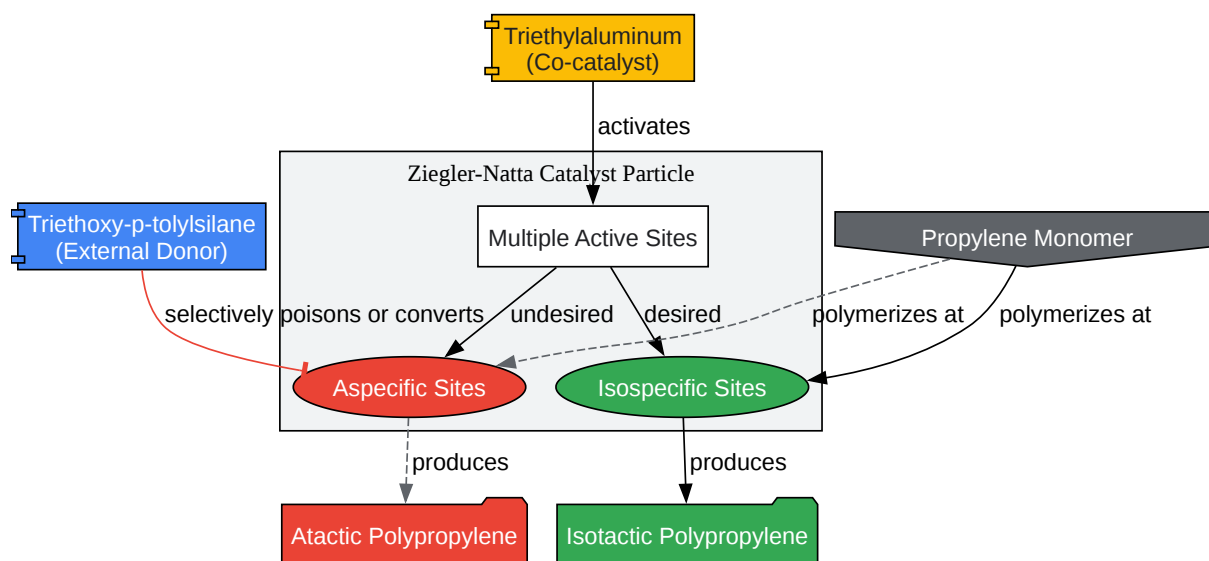 Triethylaluminum
(Co-catalyst)
activates
Ziegler-Natta Catalyst Particle
Triethoxy-p-tolylsilane
(External Donor)
Multiple Active Sites
Propylene Monomer
selectively poisons or converts
undesired
desired
polymerizes at
polymerizes at
Aspecific Sites
Isospecific Sites
produces
produces
Atactic Polypropylene
Isotactic Polypropylene